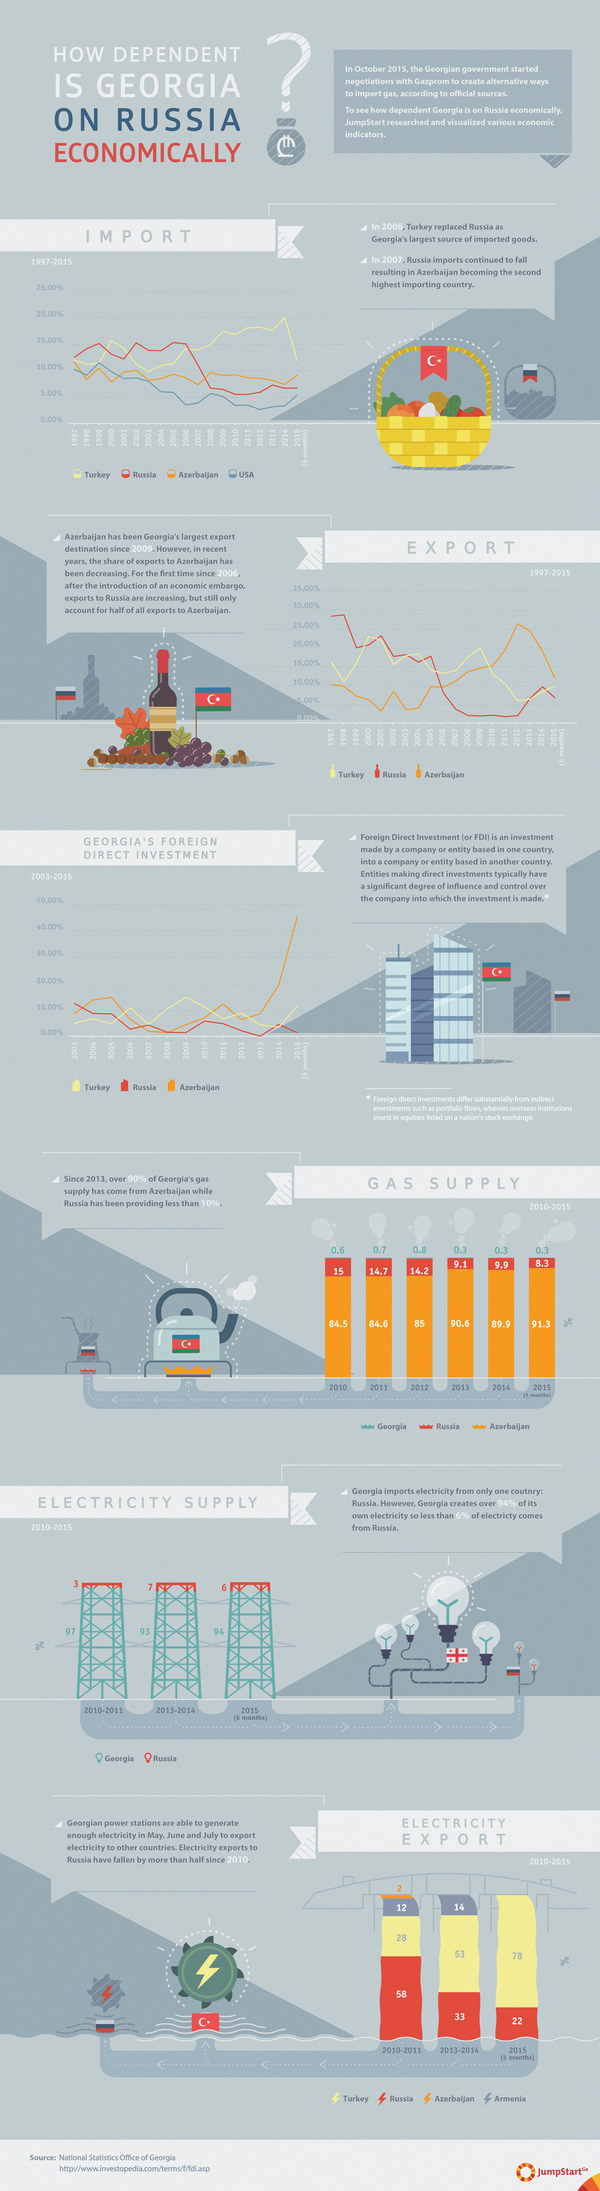 HOW DEPENDENT
IS GEORGIA
ON RUSSIA
ECONOMICALLY
In October 2015, the Georgian government started
negotiations with Gazprom to create alternative ways
to import gas, according to official sources.
To see how dependent Georgia is on Russia economically,
JumpStart researched and visualized various economic
indicators.
IMPORT
1997-2015
In 2006, Turkey replaced Russia as
Georgia's largest source of imported goods.
In 2007, Russia imports continued to fall
resulting in Azerbaijan becoming the second
highest importing country.
25.00%
20.00%
15.00%
10.00%
5.00%
0.00%
1997 1998 1999 2000 2001 2002 2003 2004 2005 2006 2007 2008 2009 2010 2011 2012 2013 2014 2015
(6 months)
Turkey Russia Azerbaijan USA
Azerbaijan has been Georgia's largest export
destination since 2009. However, in recent
years, the share of exports to Azerbaijan has
been decreasing. For the first time since 2006,
after the introduction of an economic embargo,
exports to Russia are increasing, but still only
account for half of all exports to Azerbaijan.
EXPORT
1997-2015
35.00%
30.00%
25.00%
20.00%
15.00%
10.00%
5.00%
0.00%
1997 1998 1999 2000 2001 2002 2003 2004 2005 2006 2007 2008 2009 2010 2011 2012 2013 2014 2015
(6 months)
Turkey Russia Azerbaijan
GEORGIA'S FOREIGN
DIRECT INVESTMENT
2003-2015
Foreign Direct Investment (or FDI) is an investment
made by a company or entity based in one country,
into a company or entity based in another country.
Entities making direct investments typically have
a significant degree of influence and control over
the company into which the investment is made.*
50.00%
40.00%
30.00%
20.00%
10.00%
0.00%
2003 2004 2005 2006 2007 2008 2009 2010 2011 2012 2013 2014 2015
(6 months)
Turkey Russia Azerbaijan
* Foreign direct investments differ substantially from indirect
investments such as portfolio flows, wherein overseas institutions
invest in equities listed on a nation's stock exchange.
Since 2013, over 90% of Georgia's gas
supply has come from Azerbaijan while
Russia has been providing less than 10%.
GAS SUPPLY
2010-2015
0.6 0.7 0.8 0.3 0.3 0.3
15 14.7 14.2 9.1 9.9 8.3
84.5 84.6 85 90.6 89.9 91.3 %
2010 2011 2012 2013 2014 2015
(6 months)
Georgia Russia Azerbaijan
ELECTRICITY SUPPLY
2010-2015
Georgia imports electricity from only one coutnry:
Russia. However, Georgia creates over 94% of its
own electricity so less than 6% of electricty comes
from Russia.
3 7 6
% 97 93 94
2010-2011 2013-2014 2015
(6 months)
Georgia Russia
Georgian power stations are able to generate
enough electricity in May, June and July to export
electricity to other countries. Electricity exports to
Russia have fallen by more than half since 2010.
ELECTRICITY
EXPORT
2010-2015
2
12 14
28 53 78 %
58 33 22
2010-2011 2013-2014 2015
(6 months)
Turkey Russia Azerbaijan Armenia
Source: National Statistics Office of Georgia
http://www.investopedia.com/terms/f/fdi.asp
JumpStart Ge